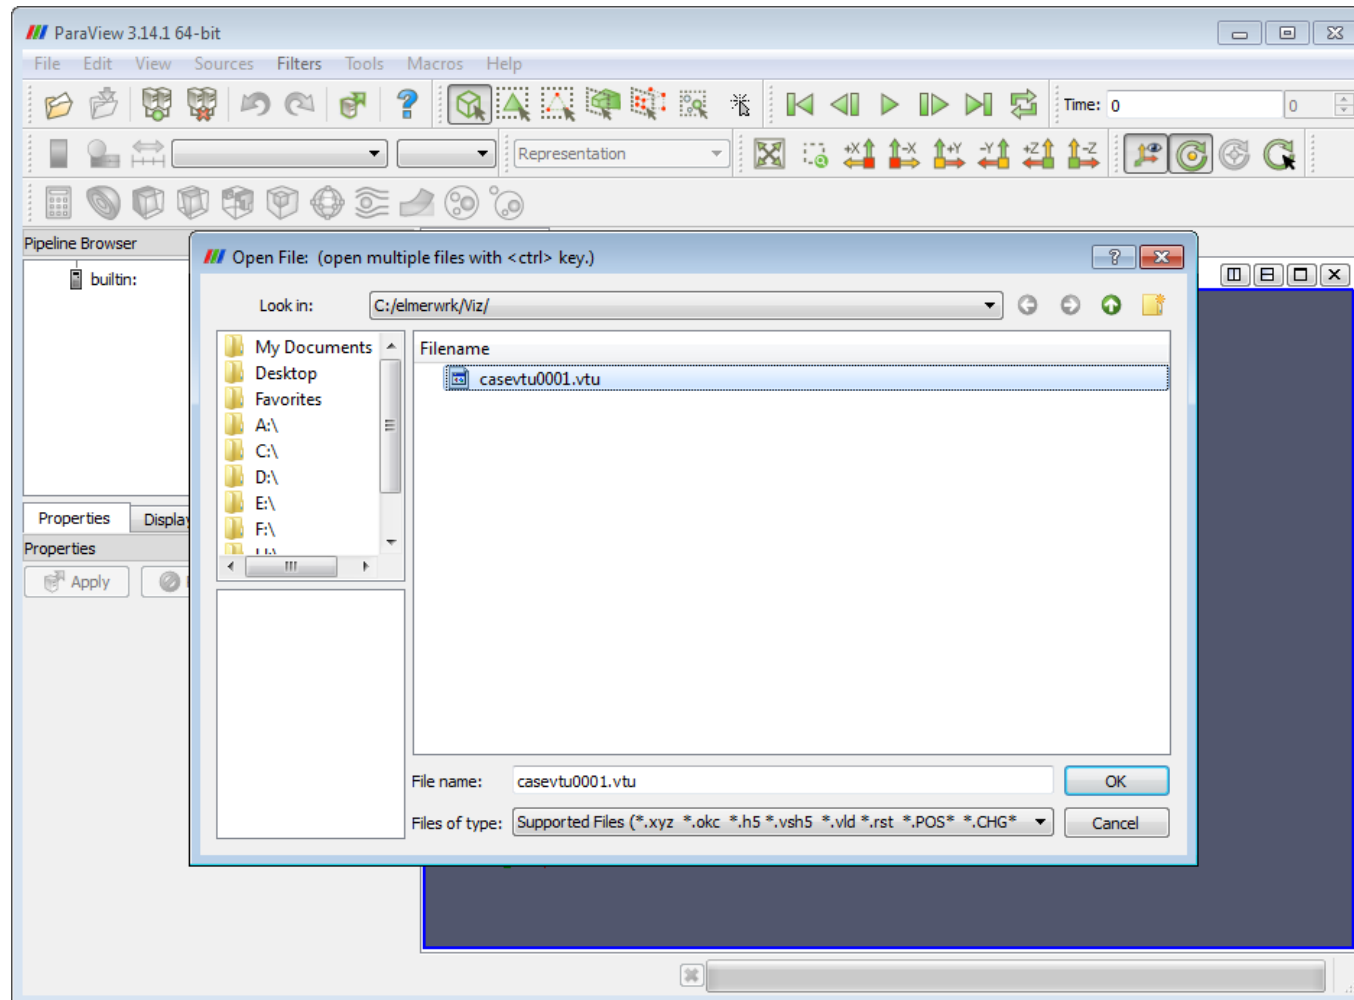 ParaView 3.14.1 64-bit
File Edit View Sources Filters Tools Macros Help
Time: 0 0
Representation
+X -X +Y -Y +Z -Z
Pipeline Browser
builtin:
Open File: (open multiple files with <ctrl> key.)
Look in: C:/elmerwrk/Viz/
My Documents
Desktop
Favorites
A:\
C:\
D:\
E:\
F:\
Filename
casevtu0001.vtu
Properties Display
Properties
Apply
File name: casevtu0001.vtu OK
Files of type: Supported Files (*.xyz *.okc *.h5 *.vsh5 *.vld *.rst *.POS* *.CHG* Cancel